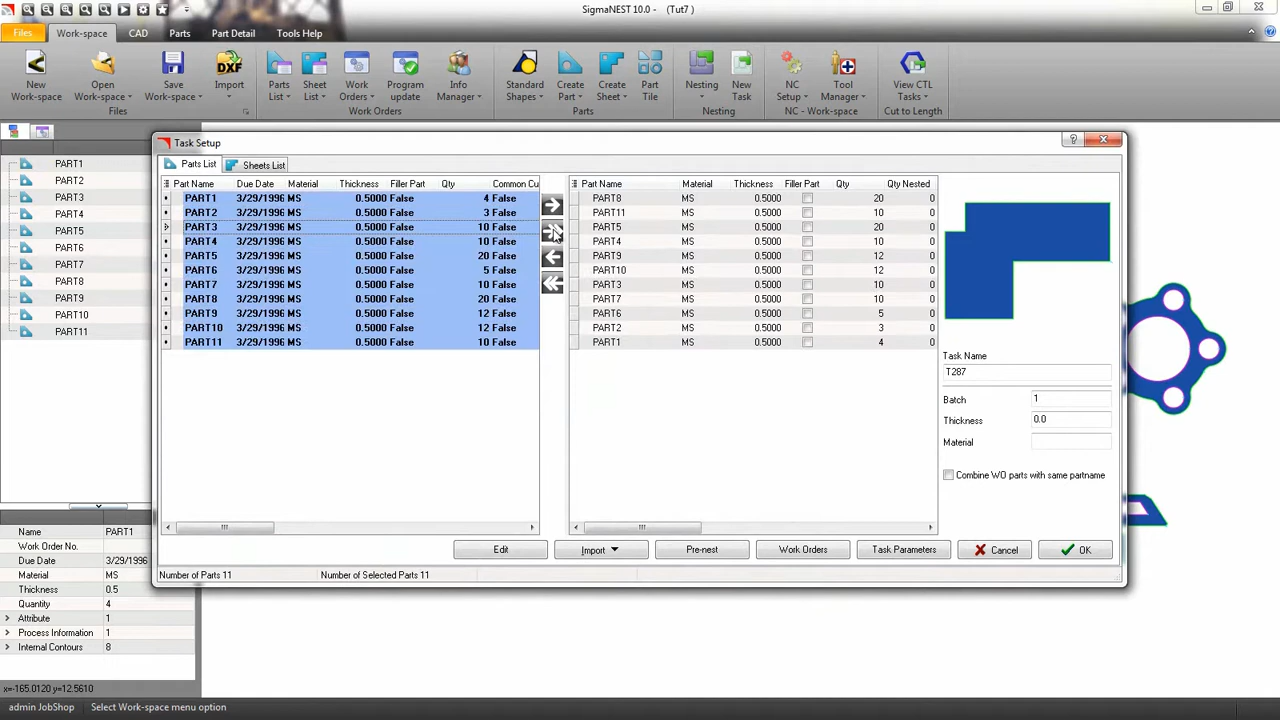 SigmaNEST 10.0 - (Tut7)
Files Work-space CAD Parts Part Detail Tools Help
New Work-space
Open Work-space
Save Work-space
Import
Parts List
Sheet List
Work Orders
Program update
Info Manager
Standard Shapes
Create Part
Create Sheet
Part Tile
Nesting
New Task
NC Setup
Tool Manager
View CTL Tasks
Files Work Orders Parts Nesting NC - Work-space Cut to Length
PART1
PART2
PART3
PART4
PART5
PART6
PART7
PART8
PART9
PART10
PART11
Name PART1
Work Order No.
Due Date 3/29/1996
Material MS
Thickness 0.5
Quantity 4
Attribute 1
Process Information 1
Internal Contours 8
Task Setup
Parts List Sheets List
Part Name Due Date Material Thickness Filler Part Qty Common Cu
PART1 3/29/1996 MS 0.5000 False 4 False
PART2 3/29/1996 MS 0.5000 False 3 False
PART3 3/29/1996 MS 0.5000 False 10 False
PART4 3/29/1996 MS 0.5000 False 10 False
PART5 3/29/1996 MS 0.5000 False 20 False
PART6 3/29/1996 MS 0.5000 False 5 False
PART7 3/29/1996 MS 0.5000 False 10 False
PART8 3/29/1996 MS 0.5000 False 20 False
PART9 3/29/1996 MS 0.5000 False 12 False
PART10 3/29/1996 MS 0.5000 False 12 False
PART11 3/29/1996 MS 0.5000 False 10 False
Part Name Material Thickness Filler Part Qty Qty Nested
PART8 MS 0.5000 20 0
PART11 MS 0.5000 10 0
PART5 MS 0.5000 20 0
PART4 MS 0.5000 10 0
PART9 MS 0.5000 12 0
PART10 MS 0.5000 12 0
PART3 MS 0.5000 10 0
PART7 MS 0.5000 10 0
PART6 MS 0.5000 5 0
PART2 MS 0.5000 3 0
PART1 MS 0.5000 4 0
Task Name
T287
Batch 1
Thickness 0.0
Material
Combine WO parts with same partname
Edit Import Pre-nest Work Orders Task Parameters Cancel OK
Number of Parts 11 Number of Selected Parts 11
x=-165.0120 y=12.5610
admin JobShop Select Work-space menu option